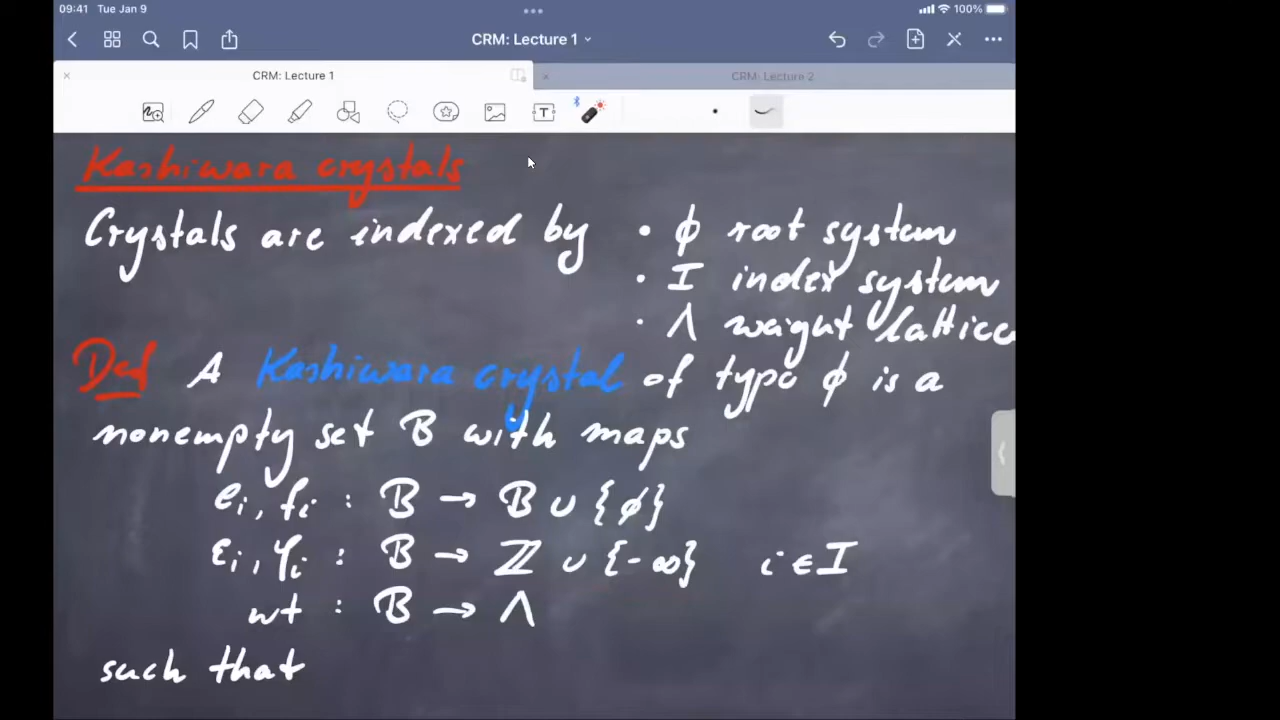 09:41 Tue Jan 9
100%
CRM: Lecture 1
CRM: Lecture 1
CRM: Lecture 2
Kashiwara crystals
Crystals are indexed by • ϕ root system
• I index system
• Λ weight lattice
Def A Kashiwara crystal of type ϕ is a
nonempty set B with maps
e_i, f_i : B → B ∪ {ϕ}
ε_i, φ_i : B → ℤ ∪ {-∞} i ∈ I
wt : B → Λ
such that